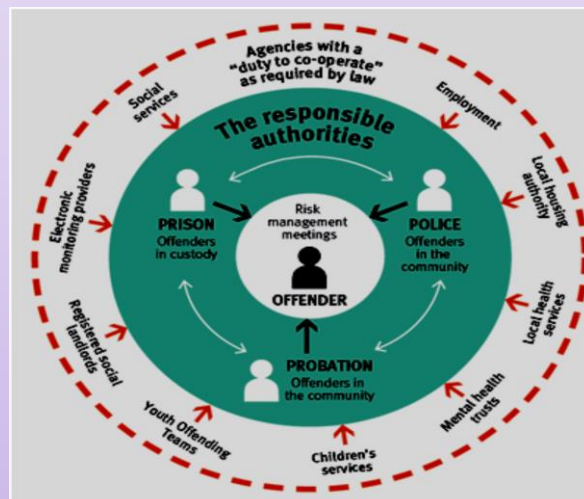 Agencies with a
"duty to co-operate"
as required by law
The responsible
authorities
PRISON
Offenders
in custody
POLICE
Offenders
in the
community
Risk
management
meetings
OFFENDER
PROBATION
Offenders in
the community
Employment
Local housing
authority
Local health
services
Mental health
trusts
Children's
services
Youth Offending
Teams
Registered social
landlords
Electronic
monitoring providers
Social
services